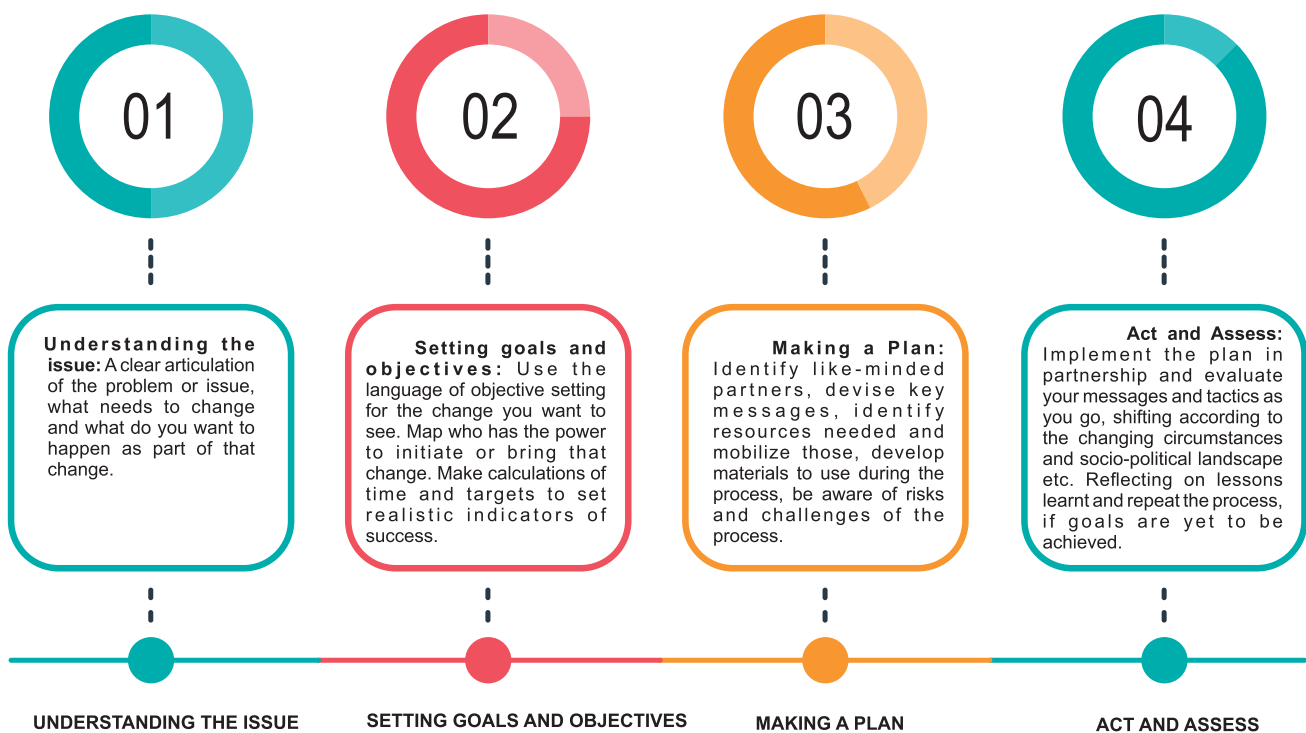 01
02
03
04
Understanding the
issue: A clear articulation
of the problem or issue,
what needs to change
and what do you want to
happen as part of that
change.
Setting goals and
objectives: Use the
language of objective setting
for the change you want to
see. Map who has the power
to initiate or bring that
change. Make calculations of
time and targets to set
realistic indicators of
success.
Making a Plan:
Identify like-minded
partners, devise key
messages, identify
resources needed and
mobilize those, develop
materials to use during the
process, be aware of risks
and challenges of the
process.
Act and Assess:
Implement the plan in
partnership and evaluate
your messages and tactics as
you go, shifting according to
the changing circumstances
and socio-political landscape
etc. Reflecting on lessons
learnt and repeat the process,
if goals are yet to be
achieved.
UNDERSTANDING THE ISSUE
SETTING GOALS AND OBJECTIVES
MAKING A PLAN
ACT AND ASSESS